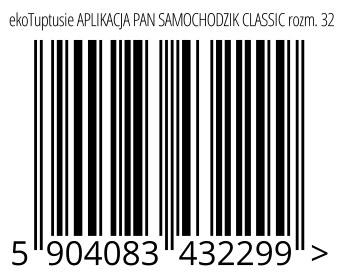 ekoTuptusie APLIKACJA PAN SAMOCHODZIK CLASSIC rozm. 32
5 904083 432299 >